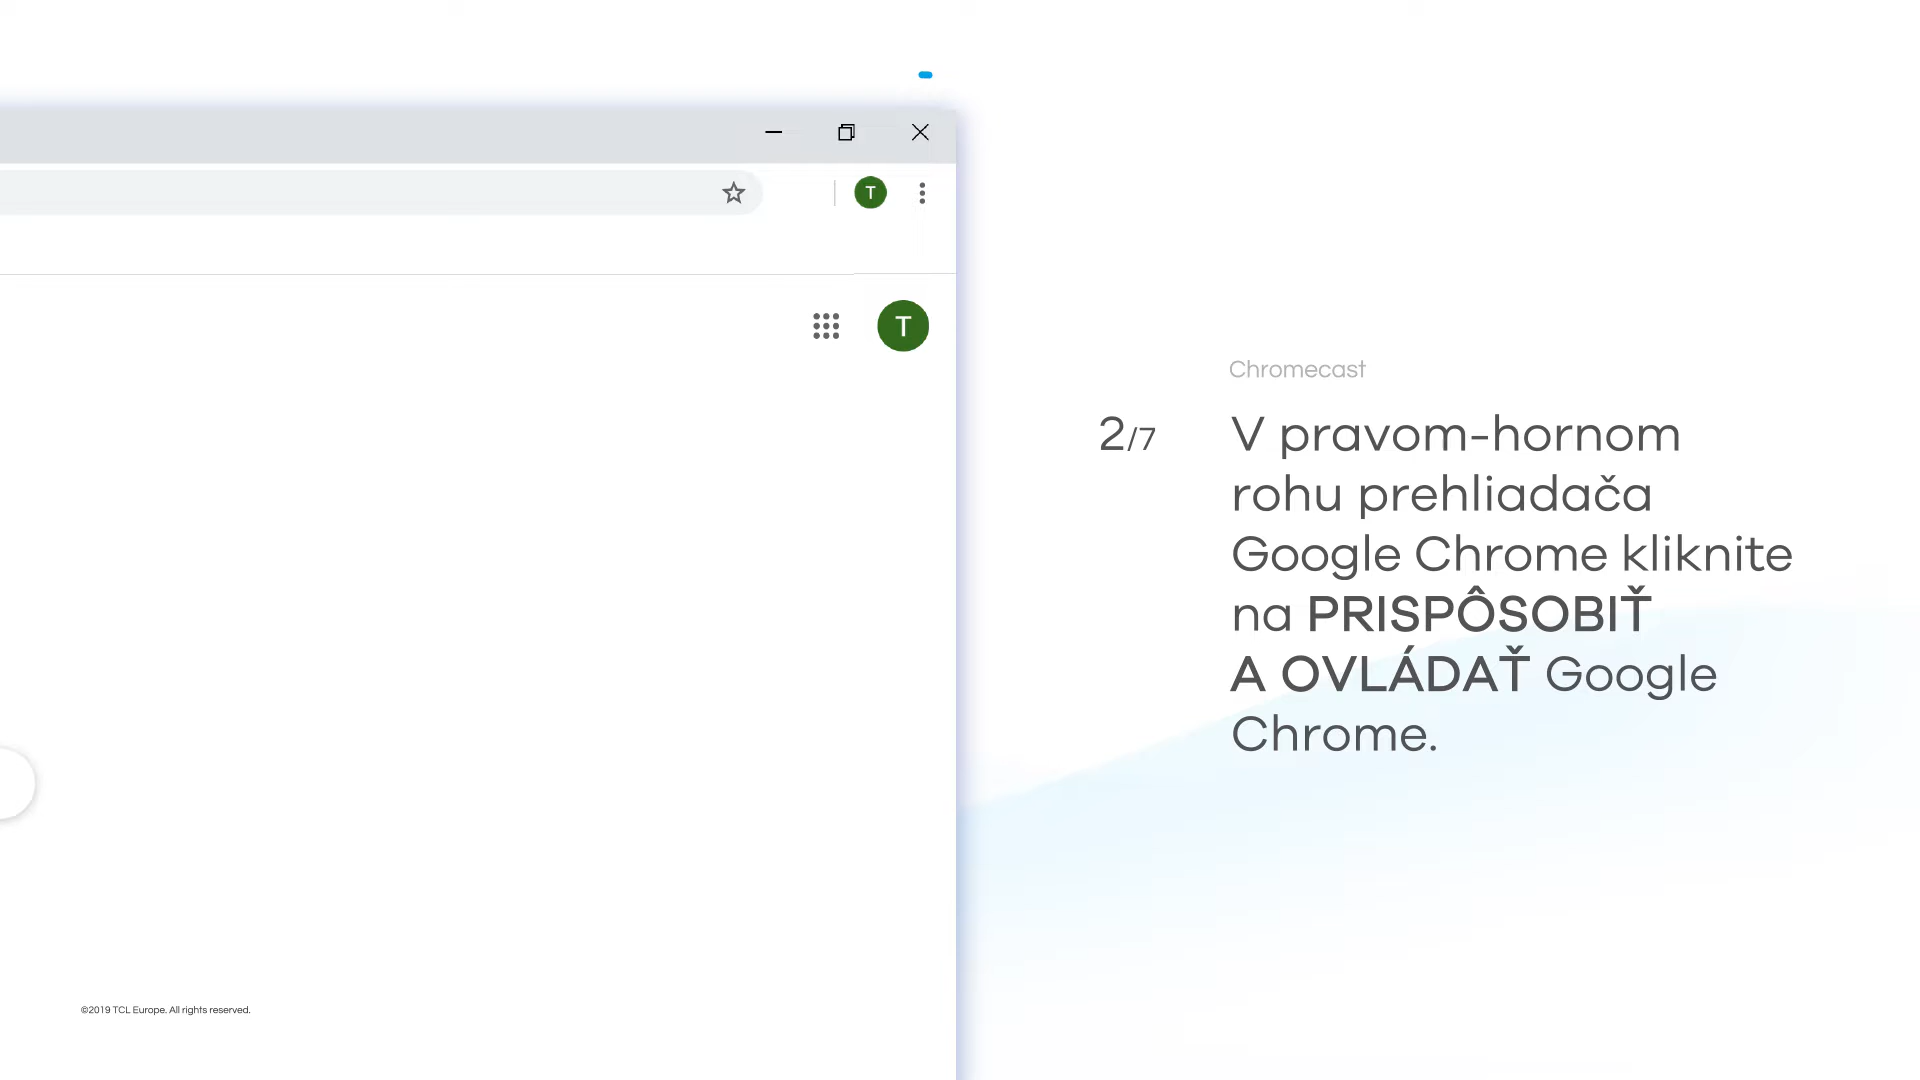 T
T
Chromecast
2/7
V pravom-hornom
rohu prehliadača
Google Chrome kliknite
na PRISPÔSOBIŤ
A OVLÁDAŤ Google
Chrome.
©2019 TCL Europe. All rights reserved.